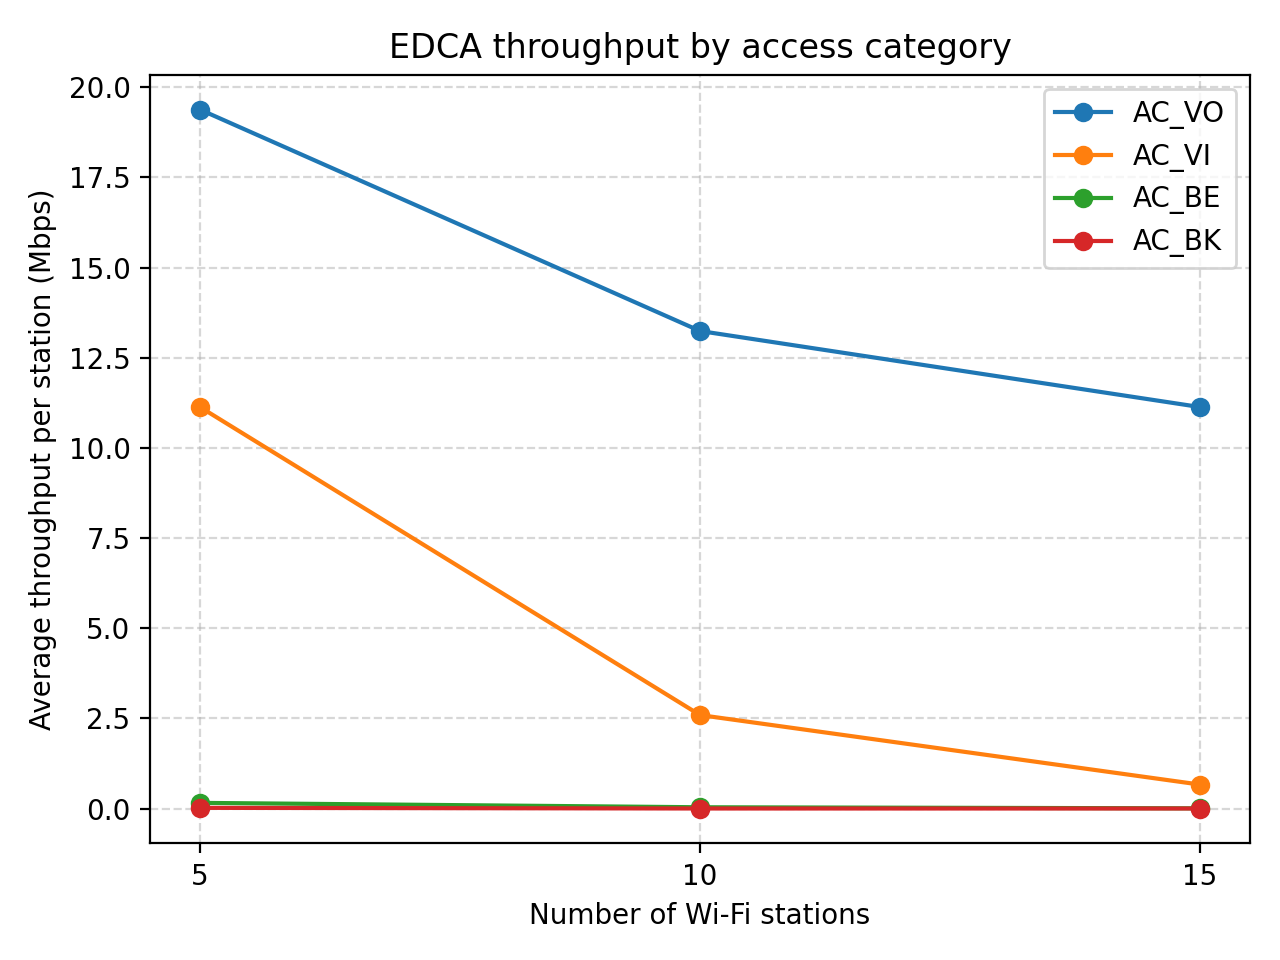 EDCA throughput by access category
Average throughput per station (Mbps)
20.0
17.5
15.0
12.5
10.0
7.5
5.0
2.5
0.0
AC_VO
AC_VI
AC_BE
AC_BK
5 10 15
Number of Wi-Fi stations